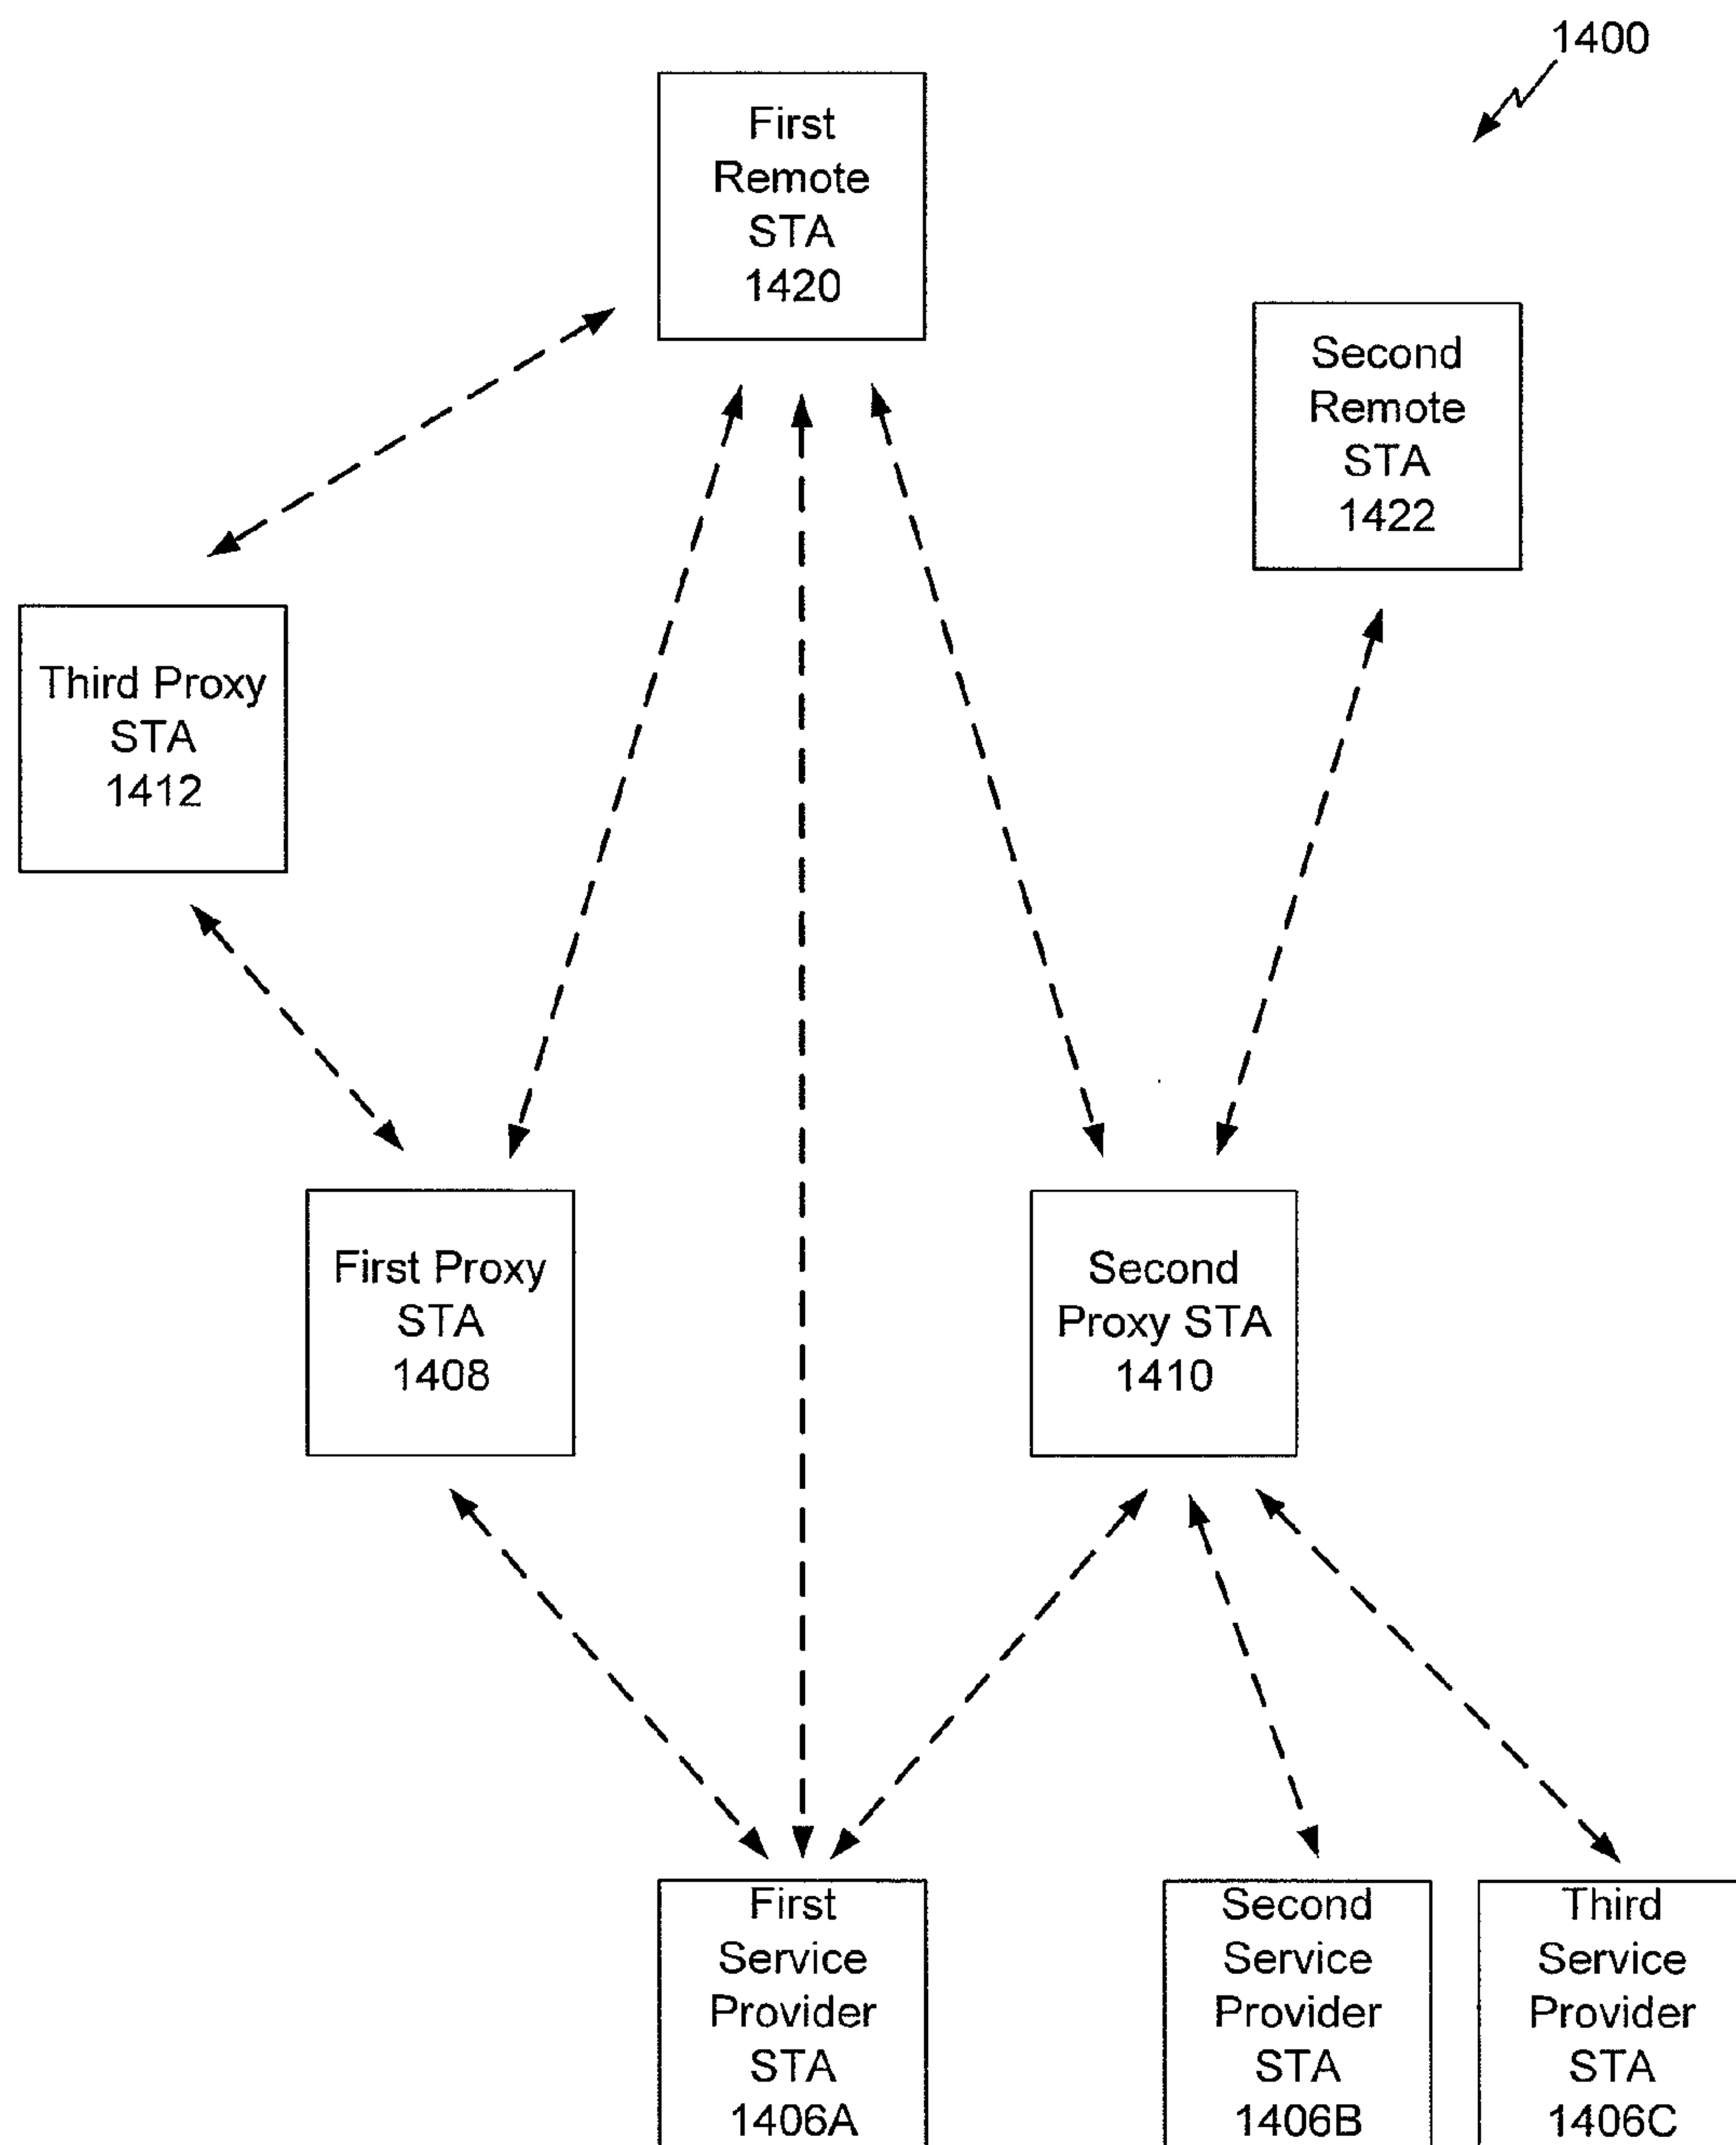 1400
First
Remote
STA
1420
Second
Remote
STA
1422
Third Proxy
STA
1412
First Proxy
STA
1408
Second
Proxy STA
1410
First
Service
Provider
STA
1406A
Second
Service
Provider
STA
1406B
Third
Service
Provider
STA
1406C